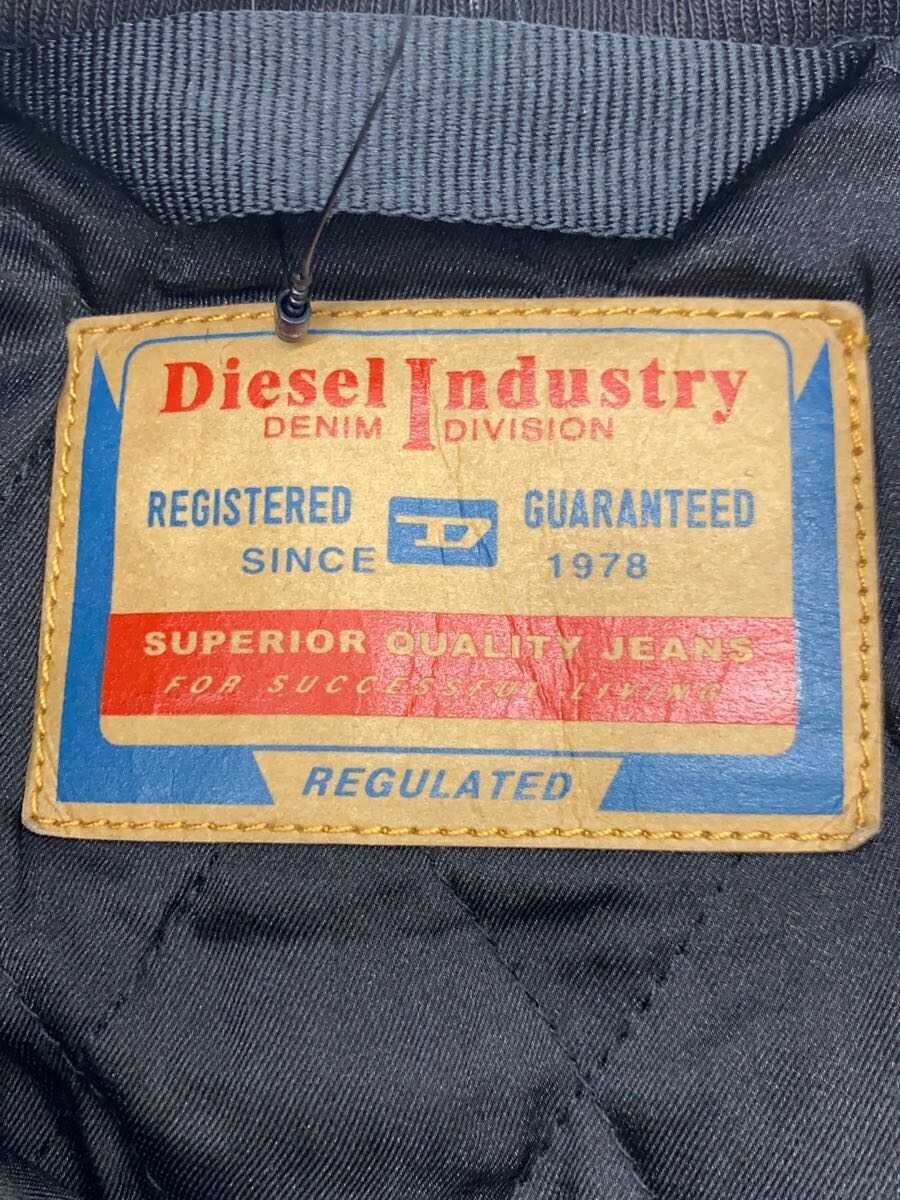 Diesel Industry
DENIM DIVISION
REGISTERED D GUARANTEED
SINCE 1978
SUPERIOR QUALITY JEANS
FOR SUCCESSFUL LIVING
REGULATED